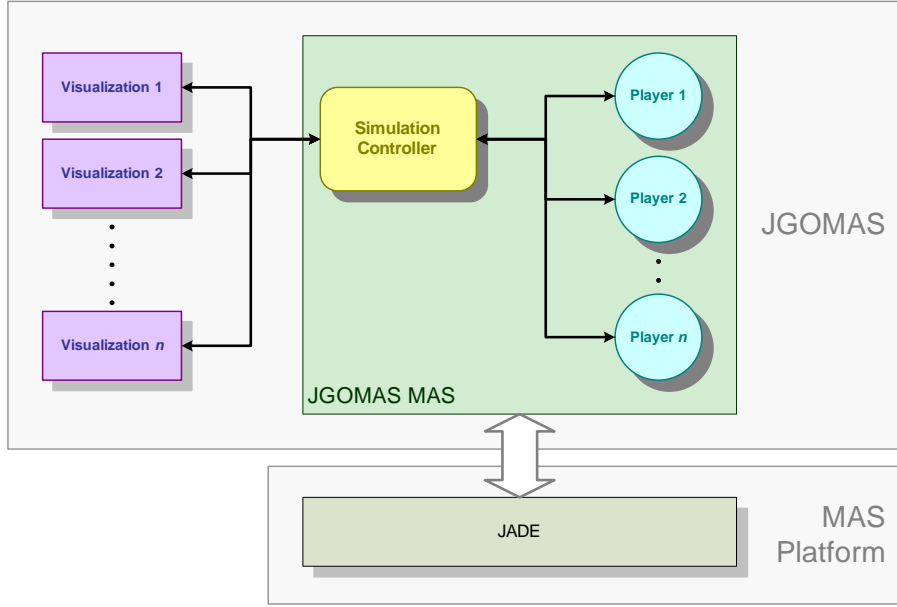 Visualization 1
Visualization 2
Visualization n
Simulation
Controller
Player 1
Player 2
Player n
JGOMAS MAS
JGOMAS
JADE
MAS
Platform